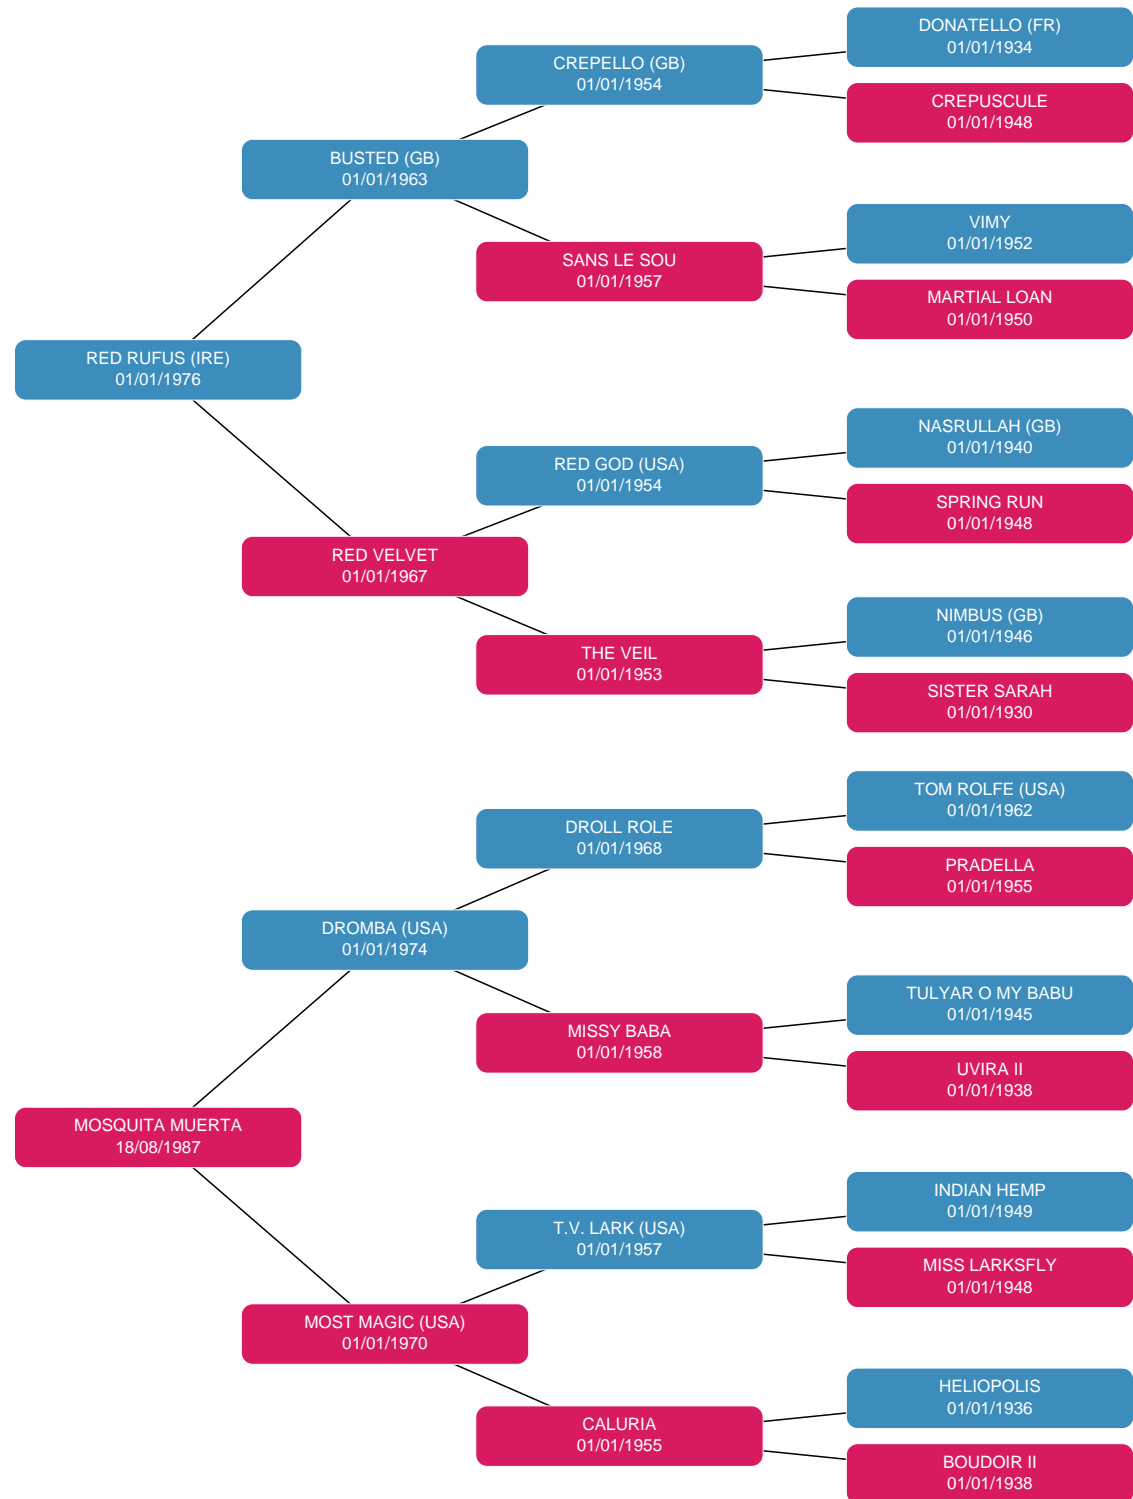 DONATELLO (FR)
01/01/1934
CREPELLO (GB)
01/01/1954
CREPUSCULE
01/01/1948
BUSTED (GB)
01/01/1963
VIMY
01/01/1952
SANS LE SOU
01/01/1957
MARTIAL LOAN
01/01/1950
RED RUFUS (IRE)
01/01/1976
NASRULLAH (GB)
01/01/1940
RED GOD (USA)
01/01/1954
SPRING RUN
01/01/1948
RED VELVET
01/01/1967
NIMBUS (GB)
01/01/1946
THE VEIL
01/01/1953
SISTER SARAH
01/01/1930
TOM ROLFE (USA)
01/01/1962
DROLL ROLE
01/01/1968
PRADELLA
01/01/1955
DROMBA (USA)
01/01/1974
TULYAR O MY BABU
01/01/1945
MISSY BABA
01/01/1958
UVIRA II
01/01/1938
MOSQUITA MUERTA
18/08/1987
INDIAN HEMP
01/01/1949
T.V. LARK (USA)
01/01/1957
MISS LARKSFLY
01/01/1948
MOST MAGIC (USA)
01/01/1970
HELIOPOLIS
01/01/1936
CALURIA
01/01/1955
BOUDOIR II
01/01/1938